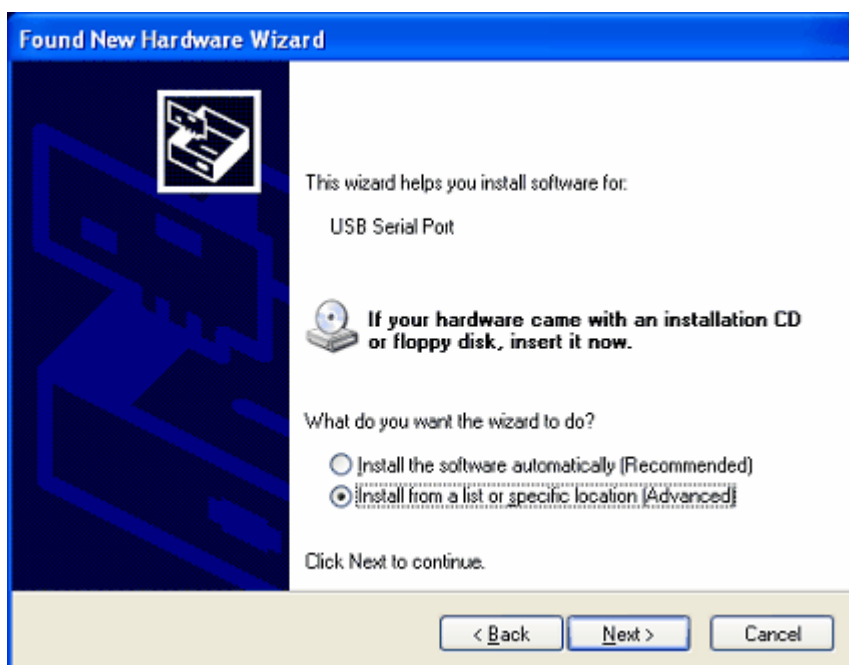 Found New Hardware Wizard
This wizard helps you install software for:
USB Serial Port
If your hardware came with an installation CD
or floppy disk, insert it now.
What do you want the wizard to do?
Install the software automatically (Recommended)
Install from a list or specific location (Advanced)
Click Next to continue.
< Back Next > Cancel